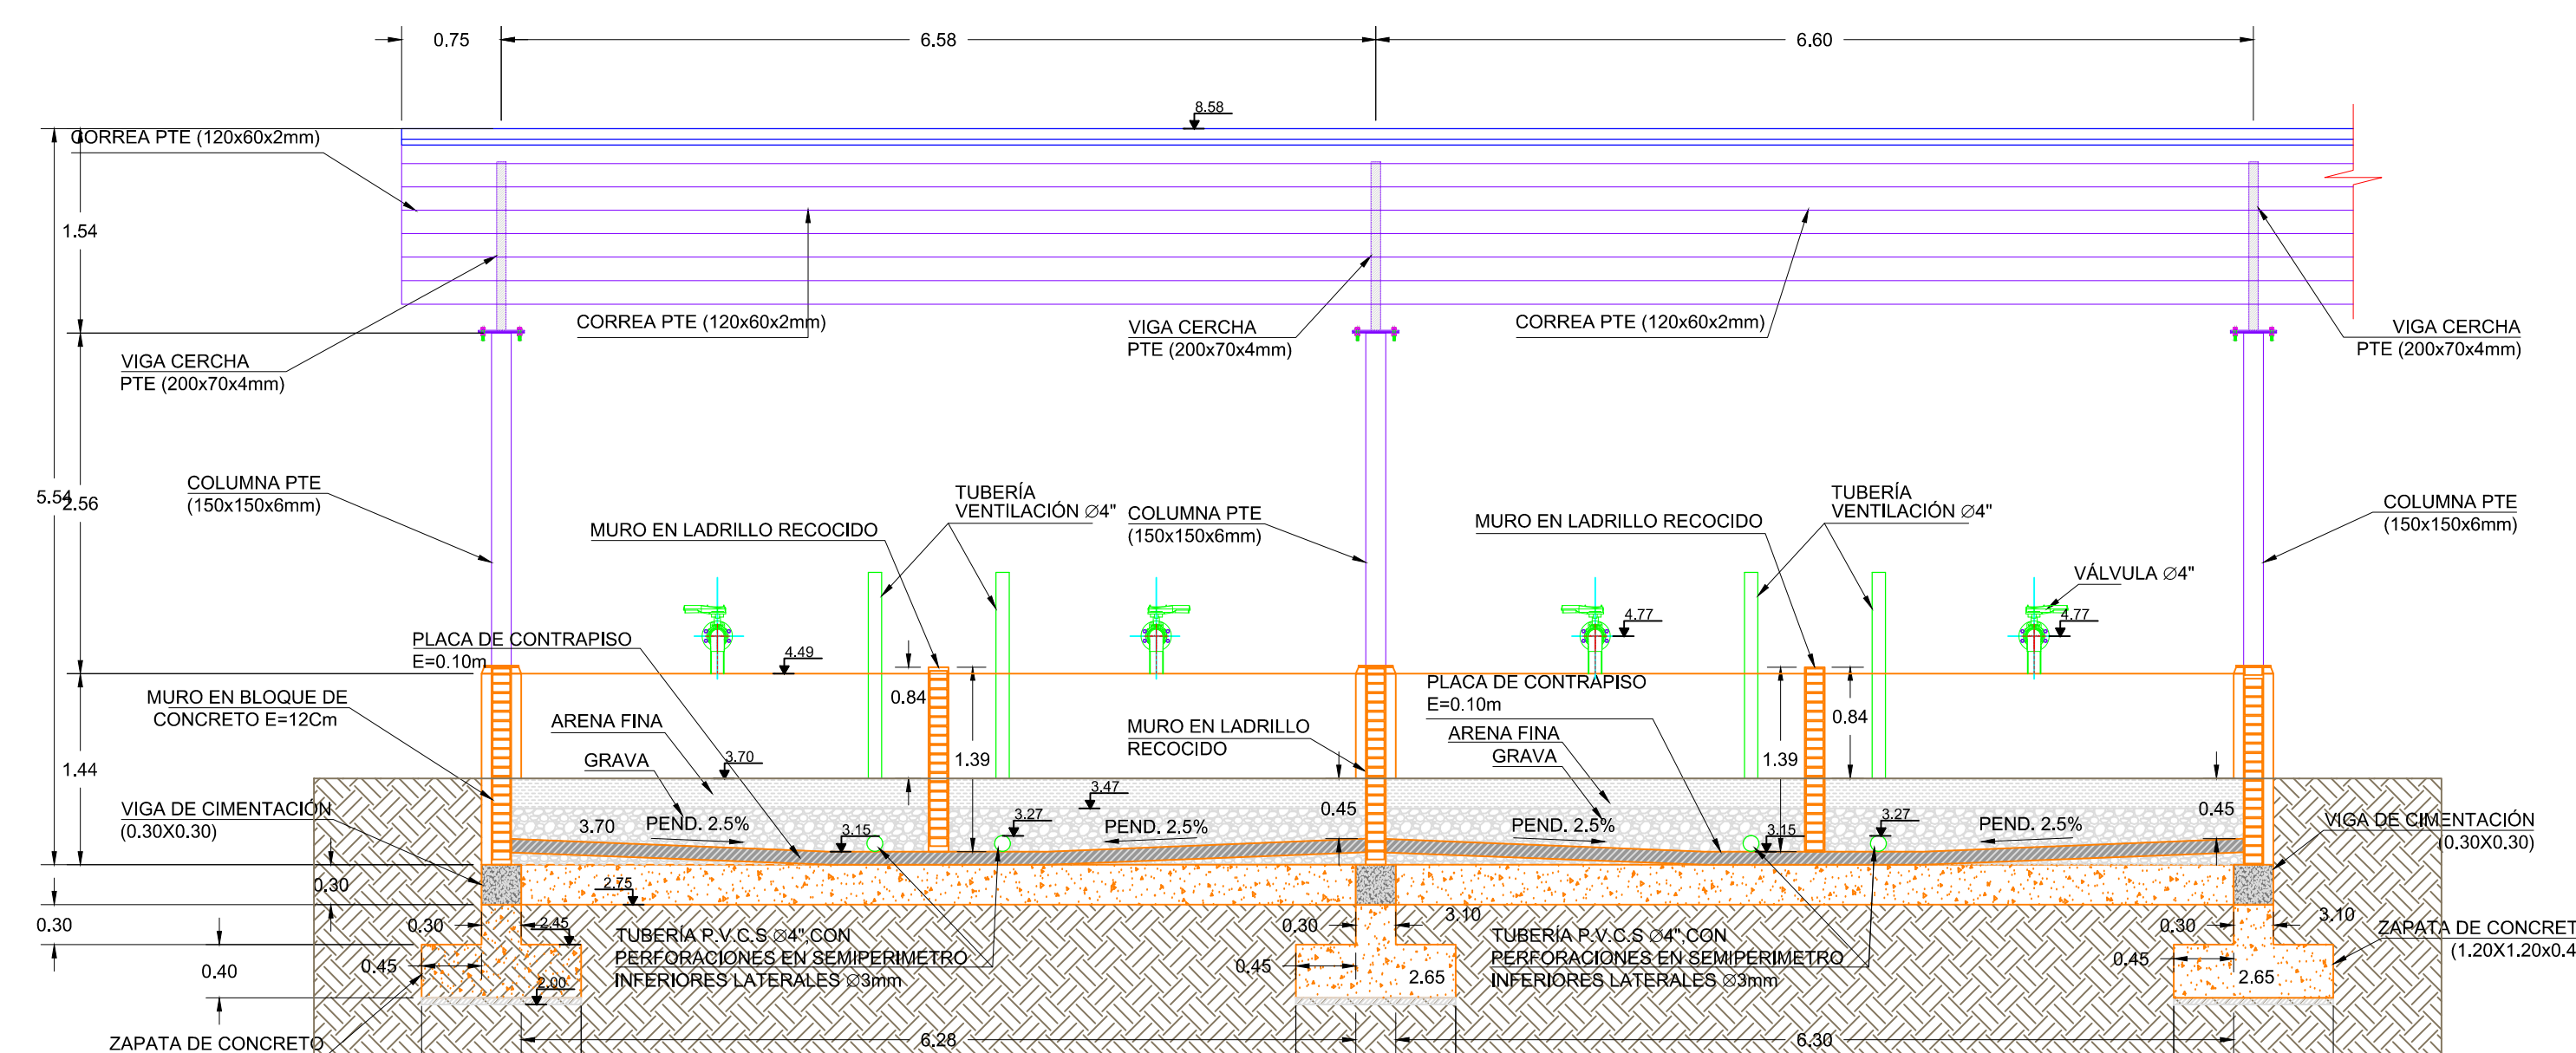 0.75
6.58
6.60
8.58
CORREA PTE (120x60x2mm)
1.54
CORREA PTE (120x60x2mm)
VIGA CERCHA
PTE (200x70x4mm)
CORREA PTE (120x60x2mm)
VIGA CERCHA
PTE (200x70x4mm)
VIGA CERCHA
PTE (200x70x4mm)
5.54
2.56
COLUMNA PTE
(150x150x6mm)
MURO EN LADRILLO RECOCIDO
TUBERÍA
VENTILACIÓN Ø4"
COLUMNA PTE
(150x150x6mm)
MURO EN LADRILLO RECOCIDO
TUBERÍA
VENTILACIÓN Ø4"
COLUMNA PTE
(150x150x6mm)
VÁLVULA Ø4"
4.77
4.77
PLACA DE CONTRAPISO
E=0.10m
4.49
0.84
PLACA DE CONTRAPISO
E=0.10m
0.84
MURO EN BLOQUE DE
CONCRETO E=12Cm
ARENA FINA
GRAVA
3.70
1.39
MURO EN LADRILLO
RECOCIDO
ARENA FINA
GRAVA
1.39
1.44
3.47
0.45
0.45
VIGA DE CIMENTACIÓN
(0.30X0.30)
3.70
PEND. 2.5%
3.15
3.27
PEND. 2.5%
PEND. 2.5%
3.15
3.27
PEND. 2.5%
VIGA DE CIMENTACIÓN
(0.30X0.30)
0.30
2.75
0.30
0.30
2.45
0.30
3.10
0.30
3.10
TUBERÍA P.V.C.S Ø4",CON
PERFORACIONES EN SEMIPERIMETRO
INFERIORES LATERALES Ø3mm
TUBERÍA P.V.C.S Ø4",CON
PERFORACIONES EN SEMIPERIMETRO
INFERIORES LATERALES Ø3mm
ZAPATA DE CONCRET
(1.20X1.20x0.4
0.40
0.45
2.00
0.45
2.65
0.45
2.65
ZAPATA DE CONCRETO
6.28
6.30